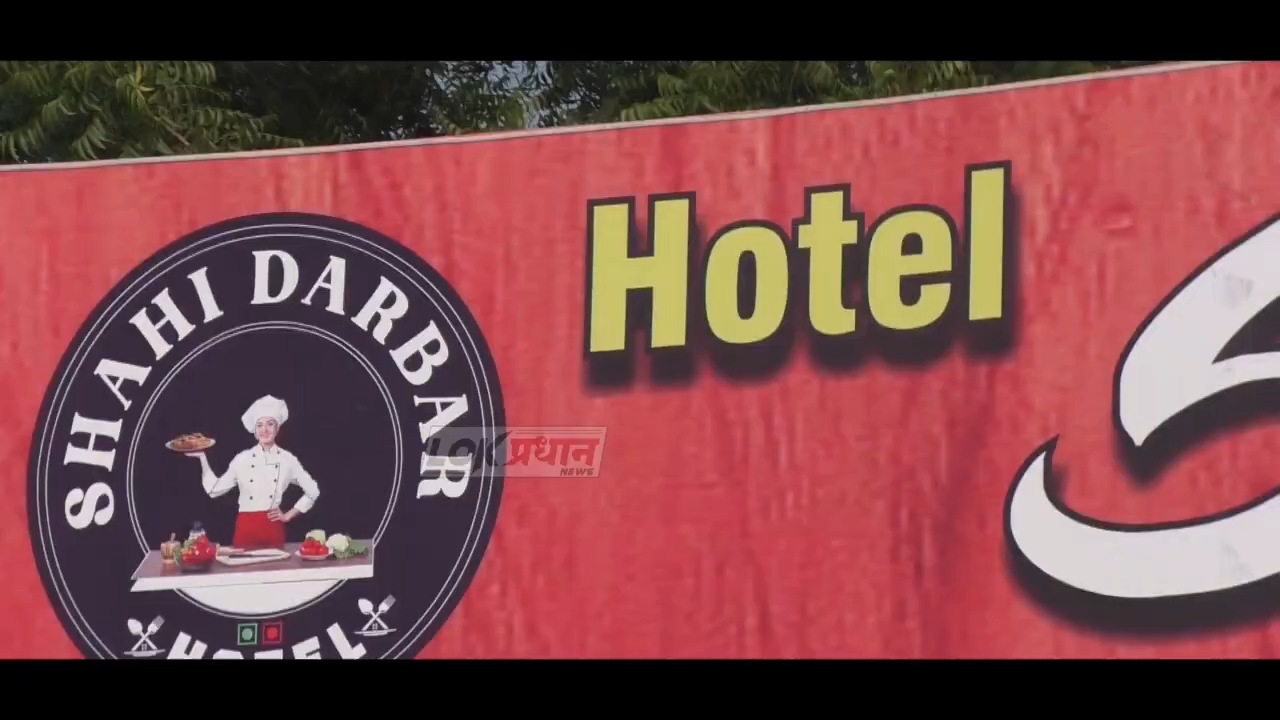 SHAHI DARBAR
HOTEL
Hotel
S
LOKप्रधान
NEWS